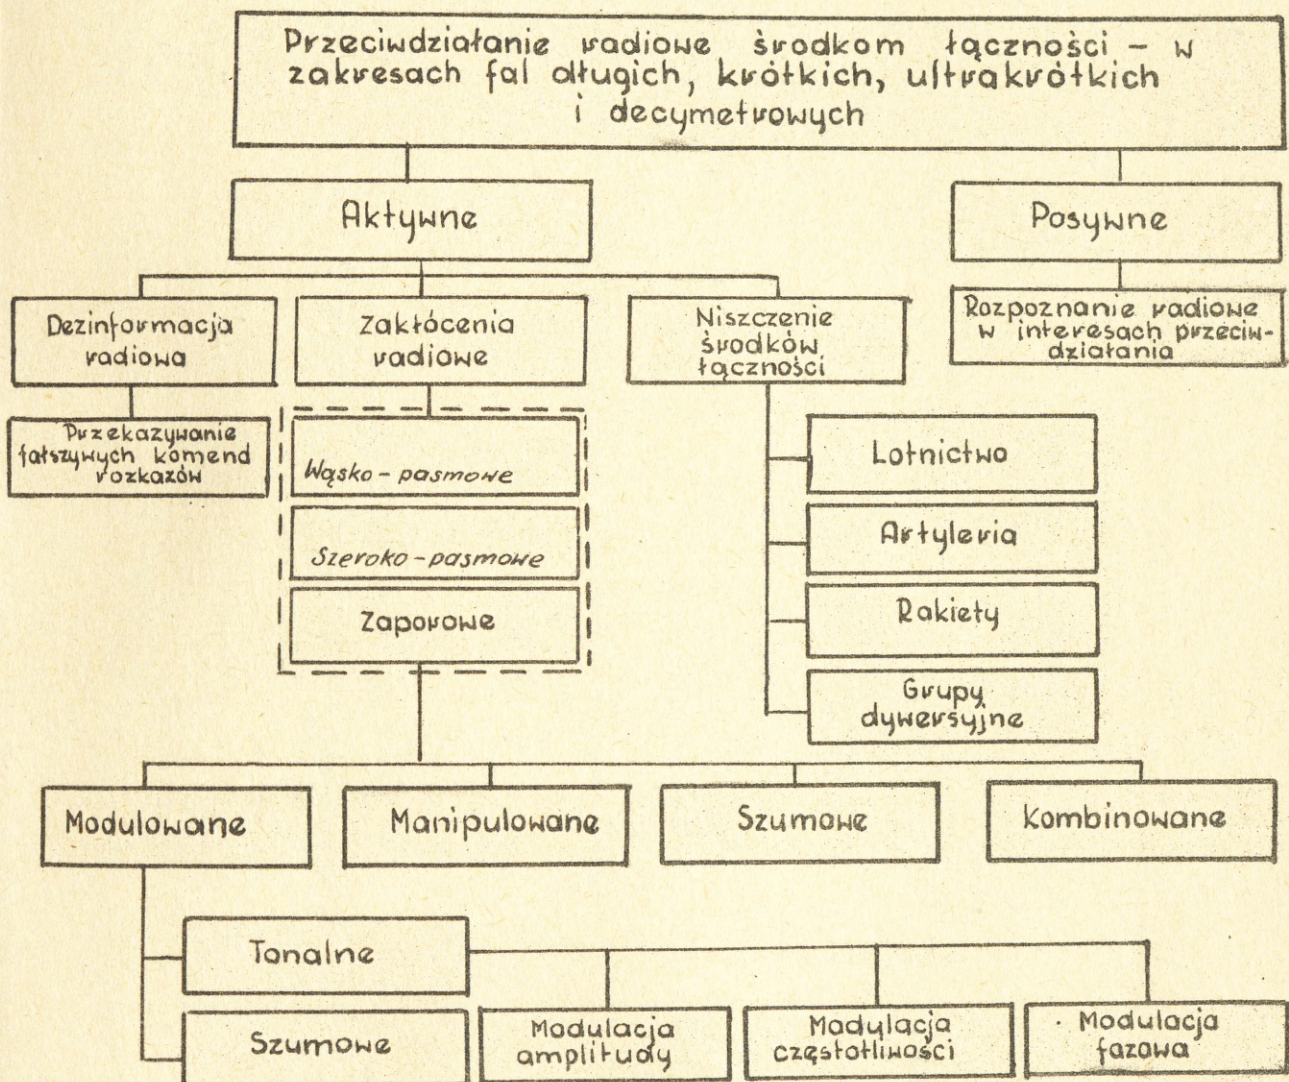 Przeciwdziałanie radiowe środkom łączności – w
zakresach fal długich, krótkich, ultrakrótkich
i decymetrowych
Aktywne
Posywne
Dezinformacja
radiowa
Zakłócenia
radiowe
Niszczenie
środków
łączności
Rozpoznanie radiowe
w interesach przeciw-
działania
Przekazywanie
fałszywych komend
rozkazów
Wąsko-pasmowe
Szeroko-pasmowe
Zaporowe
Lotnictwo
Artyleria
Rakiety
Grupy
dywersyjne
Modulowane
Manipulowane
Szumowe
Kombinowane
Tonalne
Szumowe
Modulacja
amplitudy
Modulacja
częstotliwości
Modulacja
fazowa